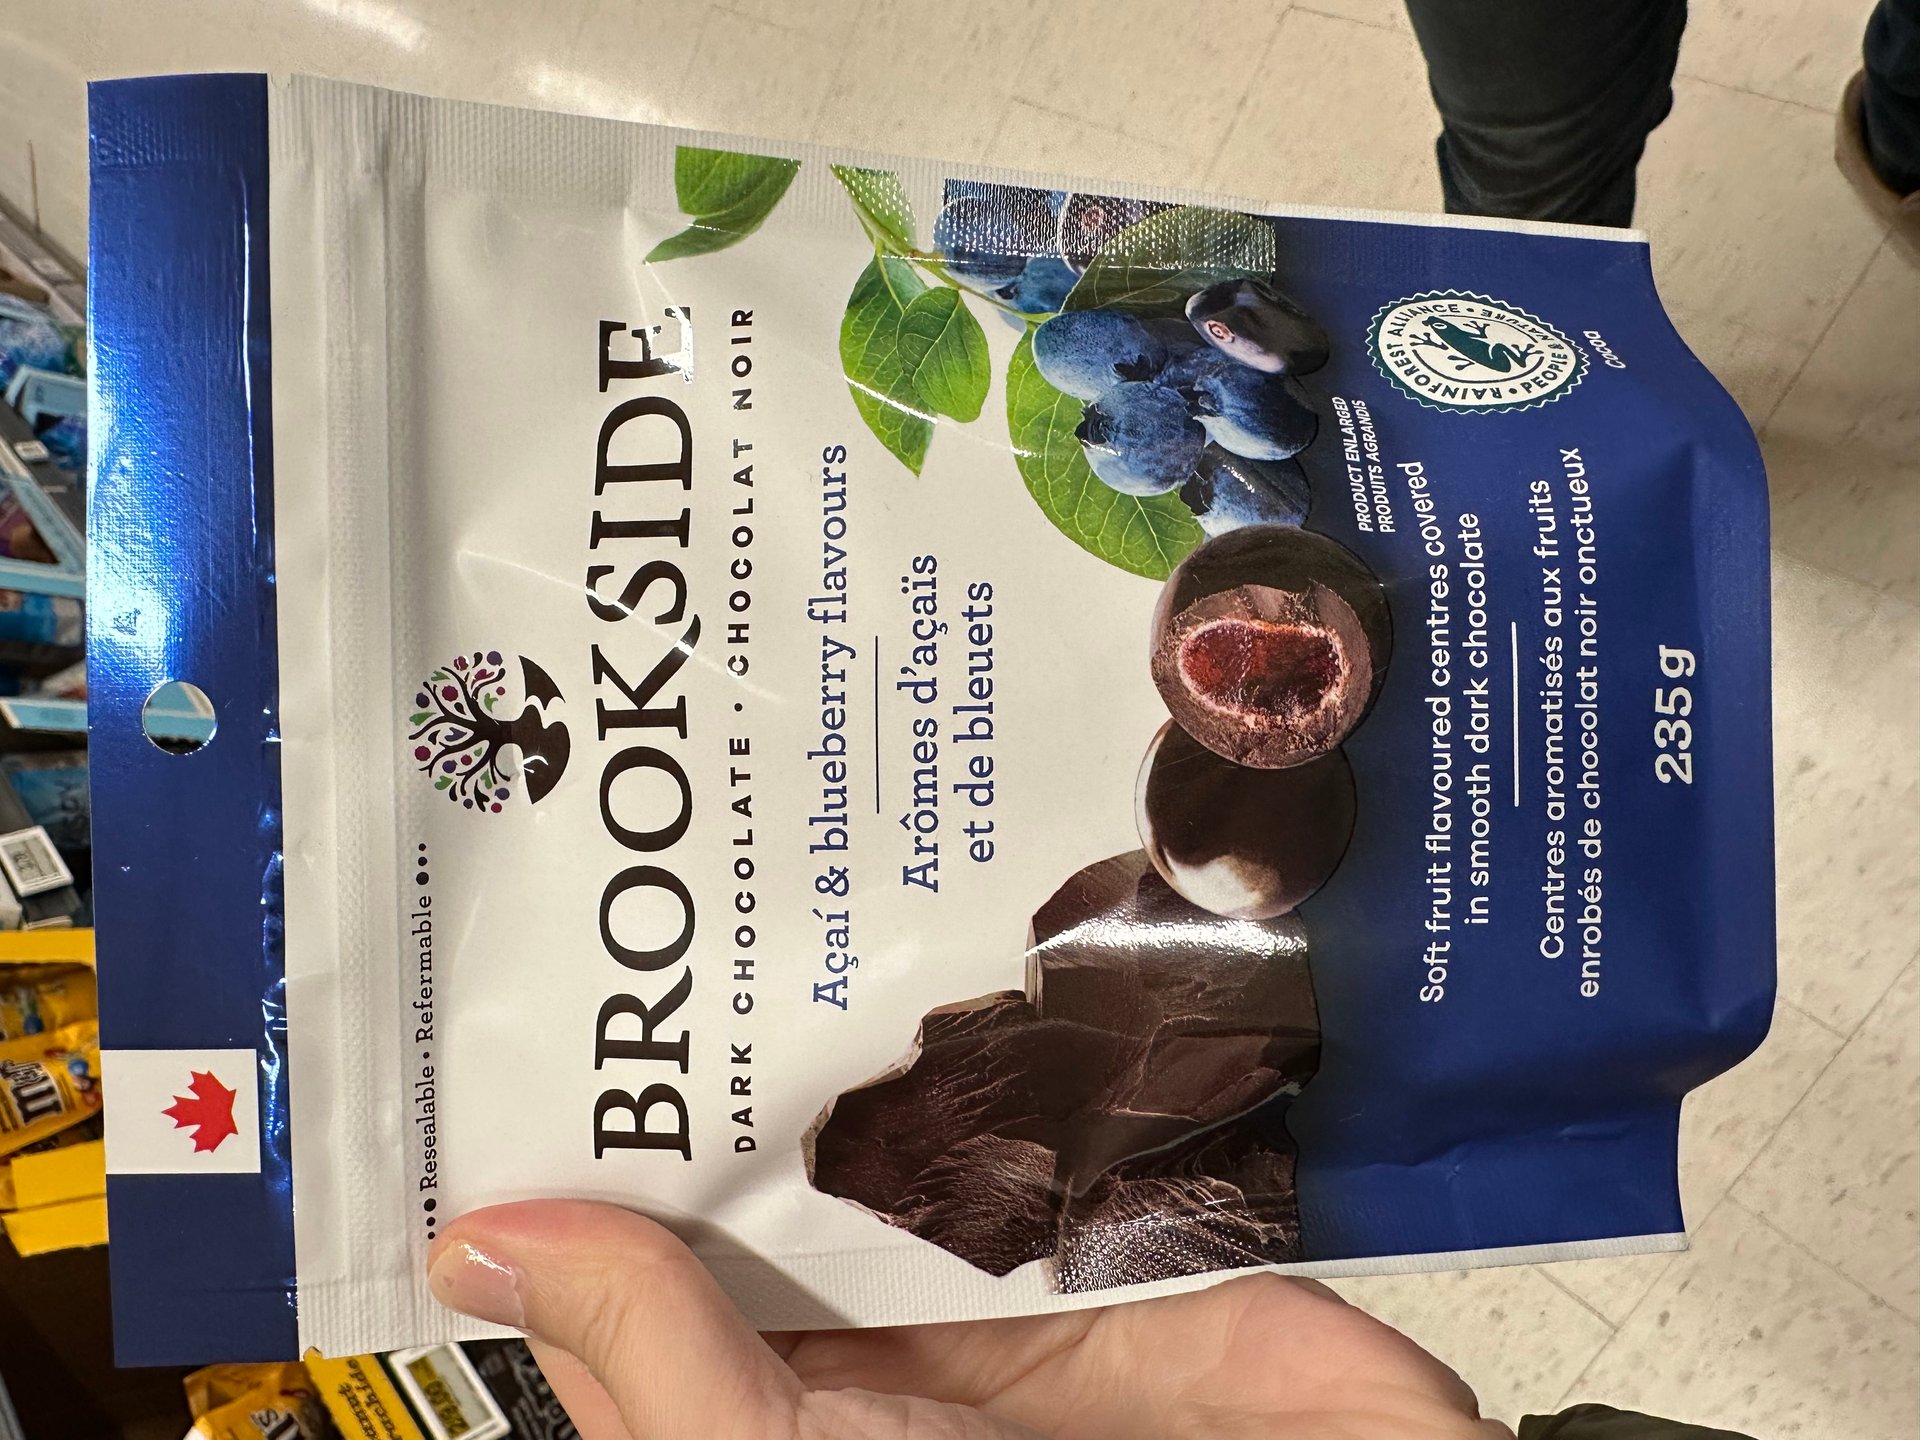 Resealable • Refermable
BROOKSIDE
DARK CHOCOLATE • CHOCOLAT NOIR
Açaí & blueberry flavours
Arômes d'açaïs
et de bleuets
PRODUCT ENLARGED
PRODUITS AGRANDIS
RAINFOREST ALLIANCE • PEOPLE & NATURE •
COCOA
Soft fruit flavoured centres covered
in smooth dark chocolate
Centres aromatisés aux fruits
enrobés de chocolat noir onctueux
235g